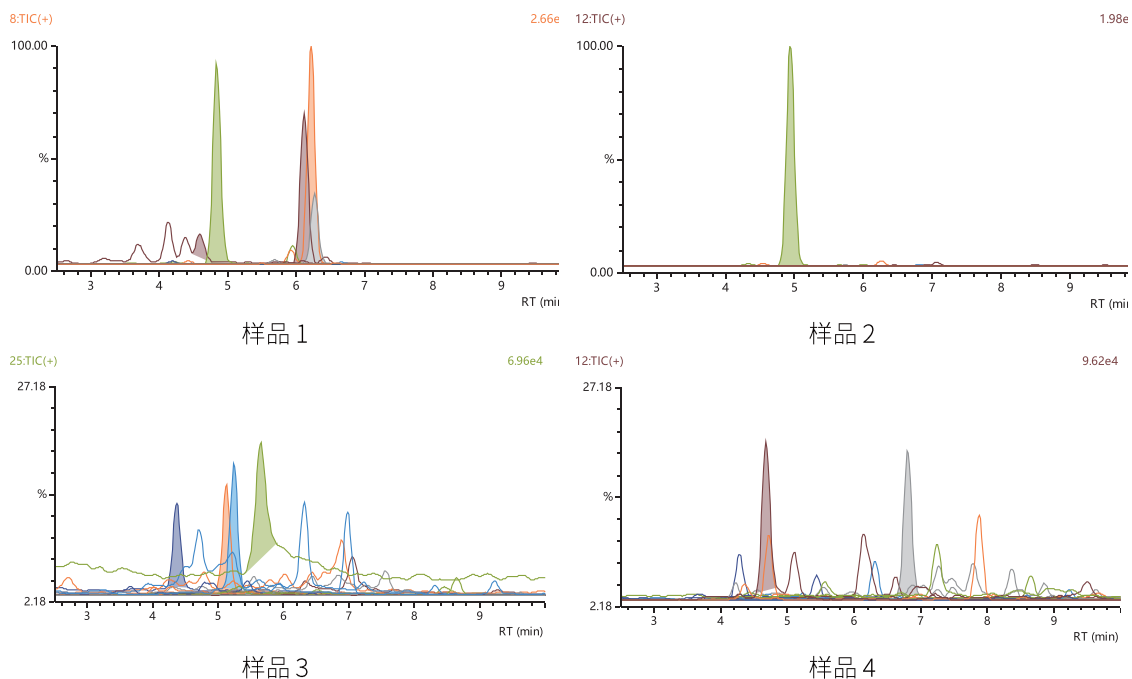 8:TIC(+) 2.66e
100.00
%
0.00
3 4 5 6 7 8 9
RT (min
样品 1
12:TIC(+) 1.98e
100.00
%
0.00
3 4 5 6 7 8 9
RT (min
样品 2
25:TIC(+) 6.96e4
27.18
%
2.18
3 4 5 6 7 8 9
RT (min)
样品 3
12:TIC(+) 9.62e4
27.18
%
2.18
3 4 5 6 7 8 9
RT (min)
样品 4